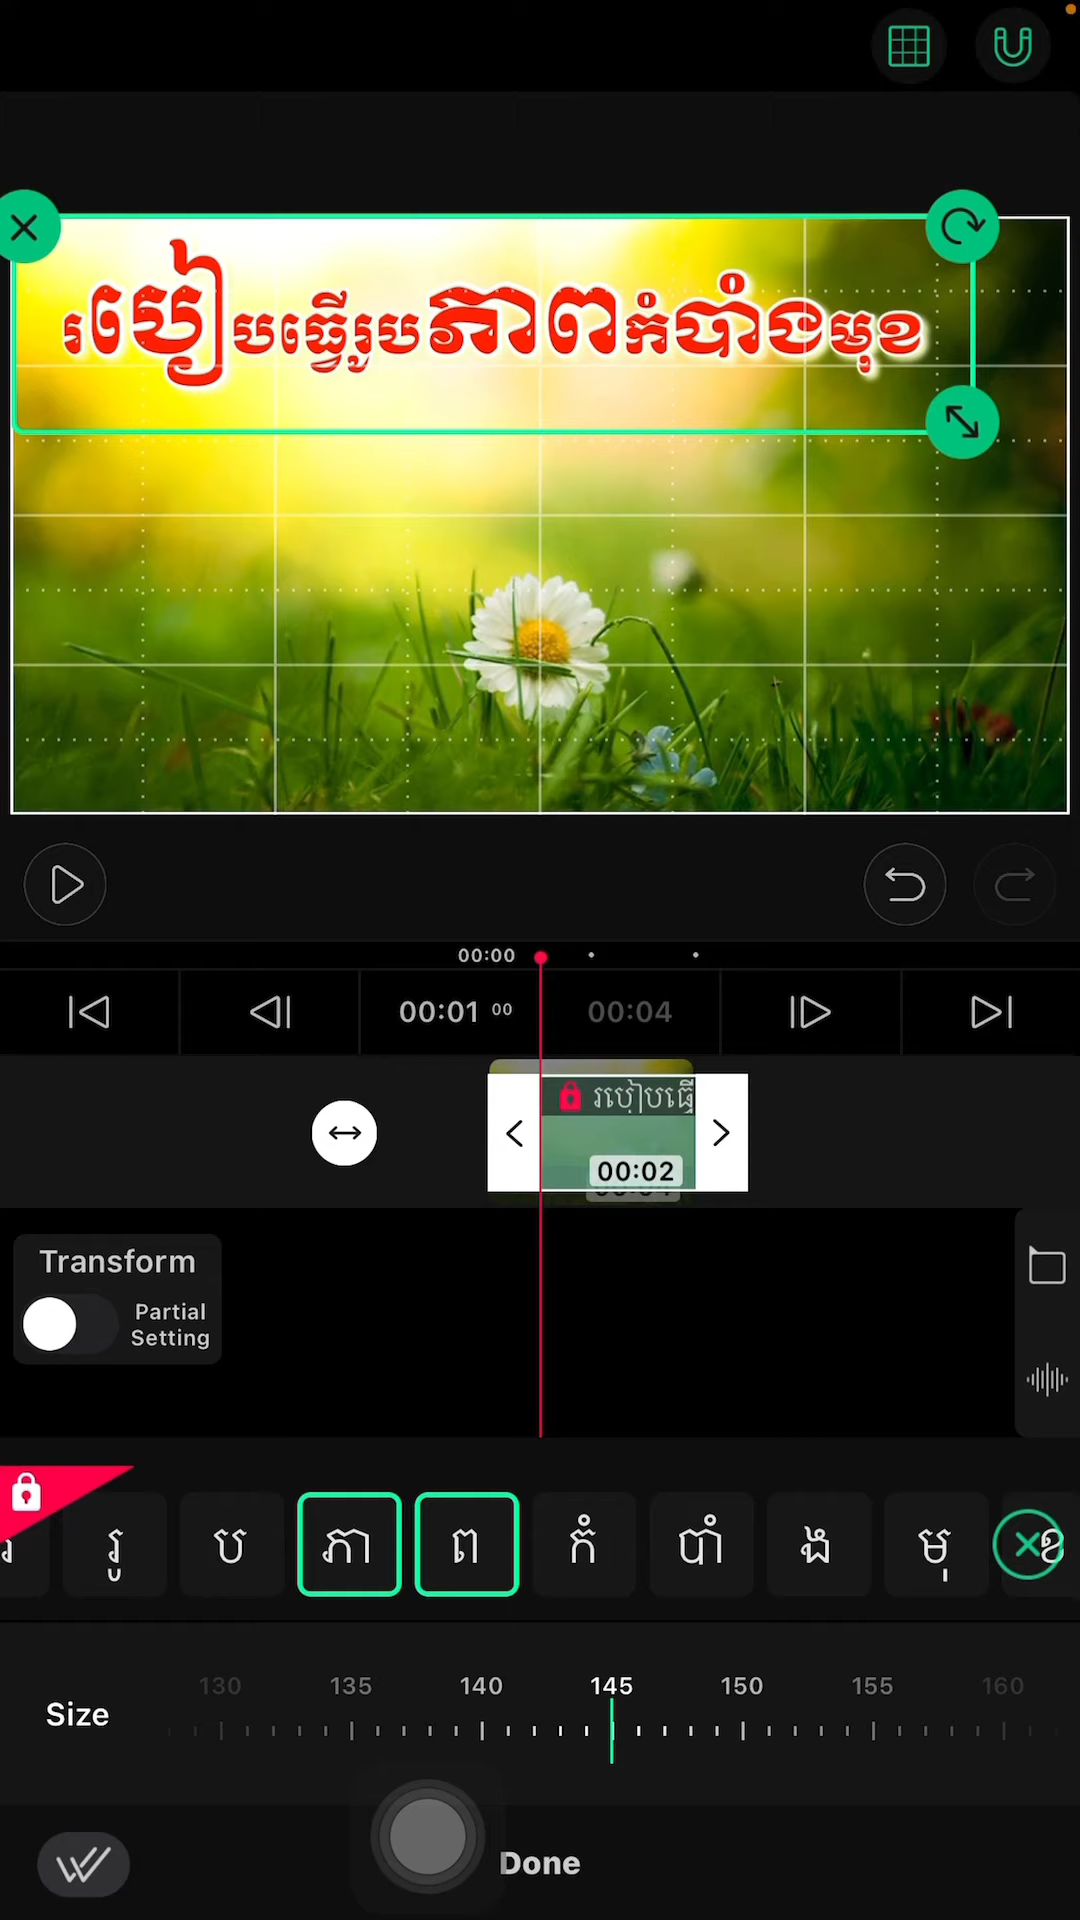 របៀបធ្វើរូបភាពកំបាំងមុខ
00:00
00:01 00 00:04
របៀបធ្វើ
00:02
Transform
Partial
Setting
រូ ប ភា ព កំ បាំ ង មុ ខ
130 135 140 145 150 155 160
Size
Done